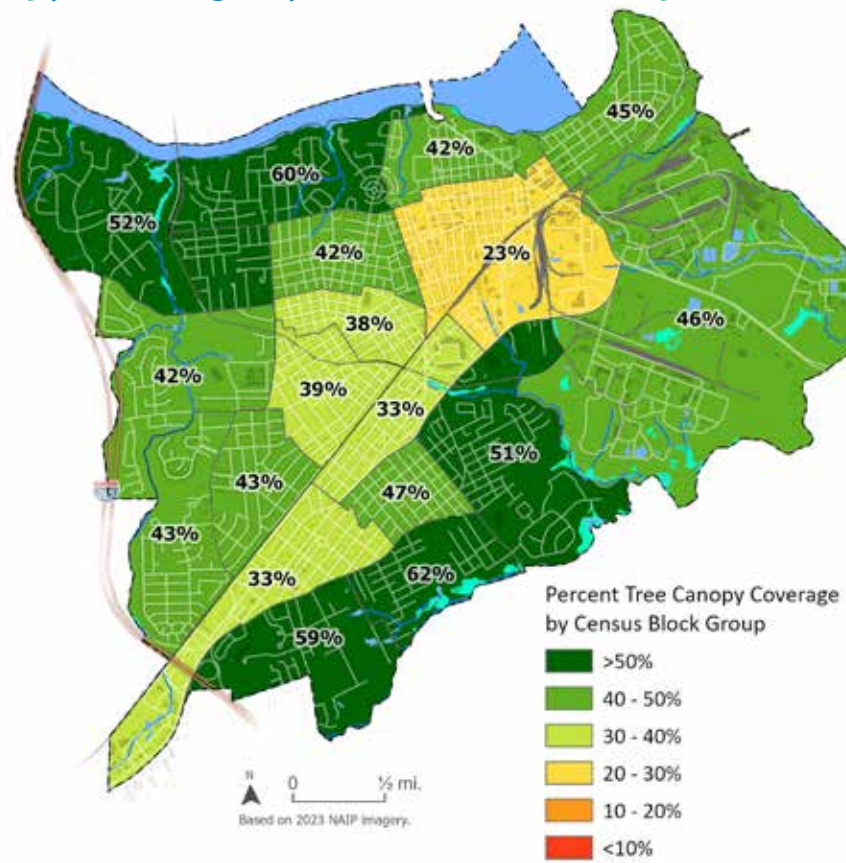 45%
42%
60%
52%
23%
42%
46%
38%
42%
39%
33%
51%
43%
47%
43%
33%
62%
59%
Percent Tree Canopy Coverage
by Census Block Group
>50%
40 - 50%
30 - 40%
20 - 30%
10 - 20%
<10%
N
0 ½ mi.
Based on 2023 NAIP imagery.